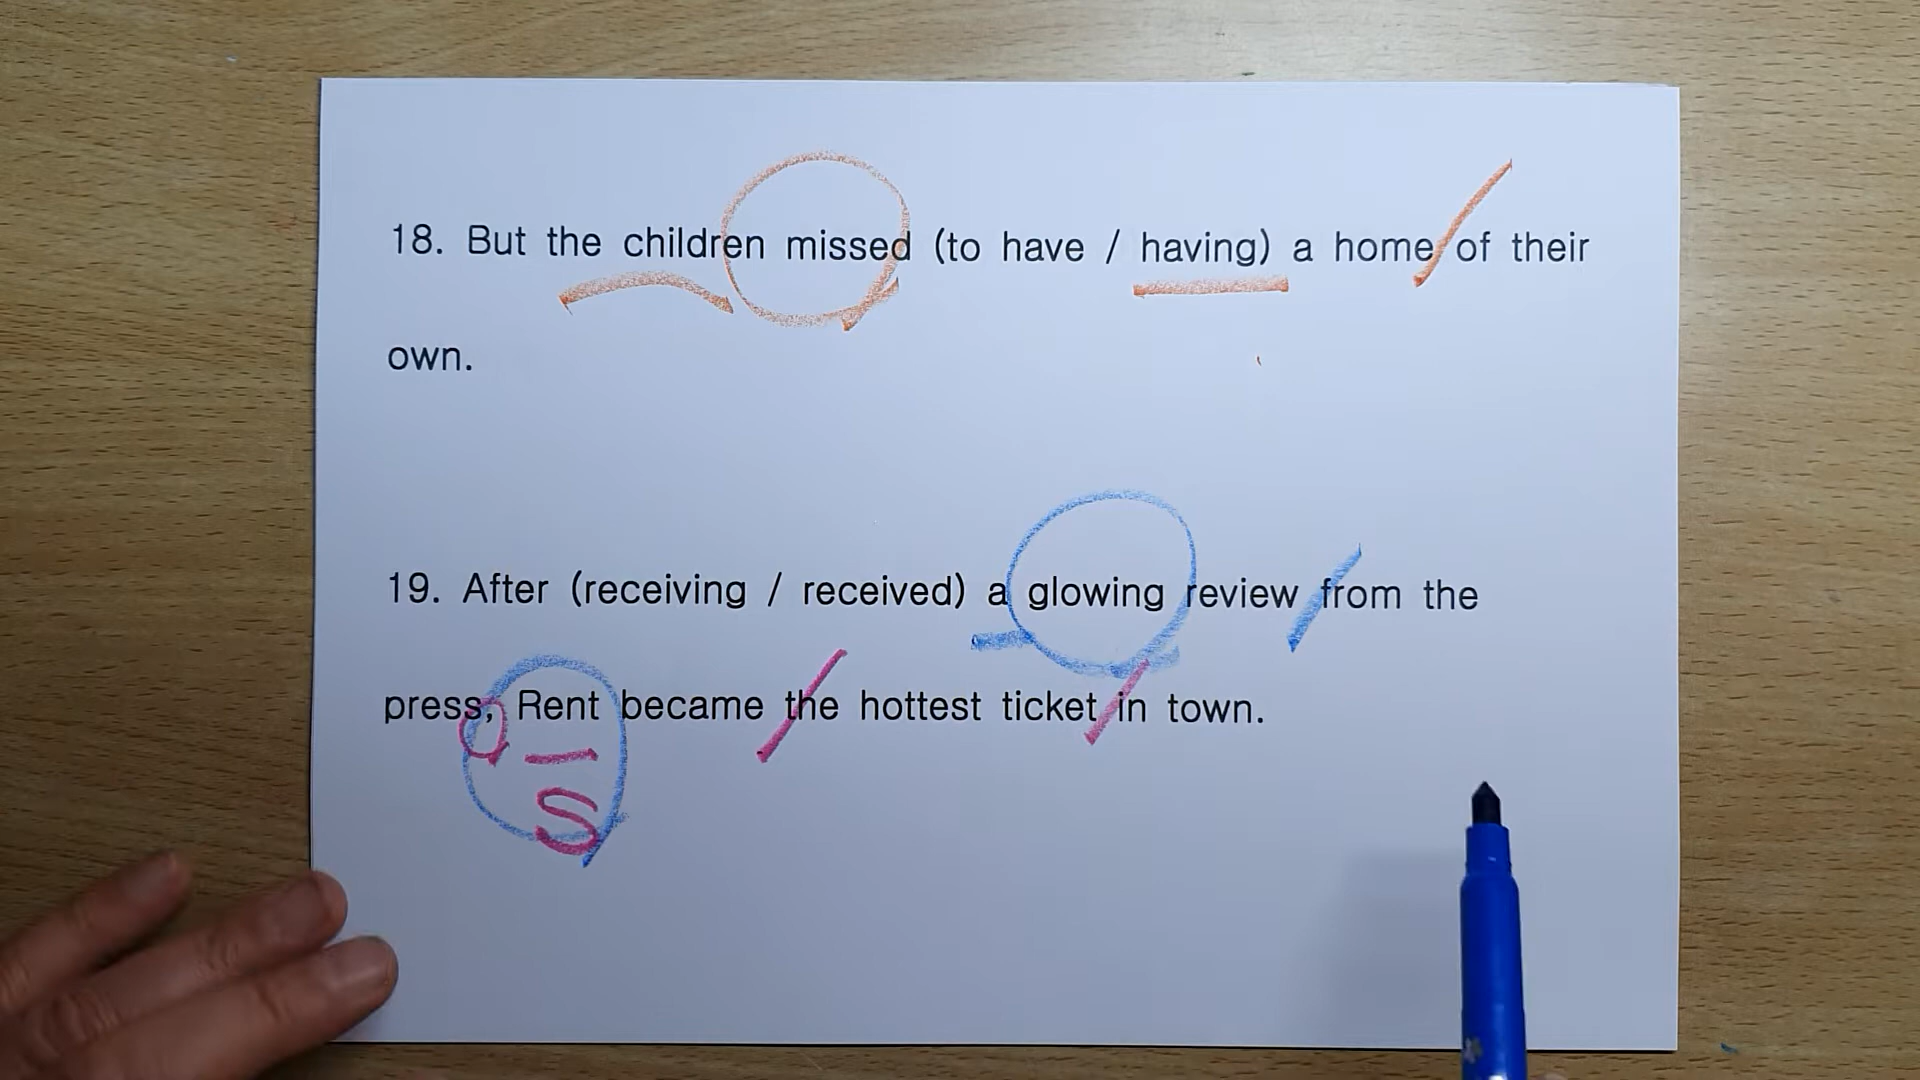 18. But the children missed (to have / having) a home of their
own.
19. After (receiving / received) a glowing review from the
press, Rent became the hottest ticket in town.
S